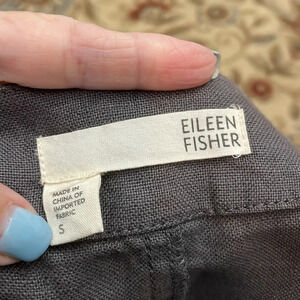 EILEEN
FISHER
MADE IN
CHINA OF
IMPORTED
FABRIC
S